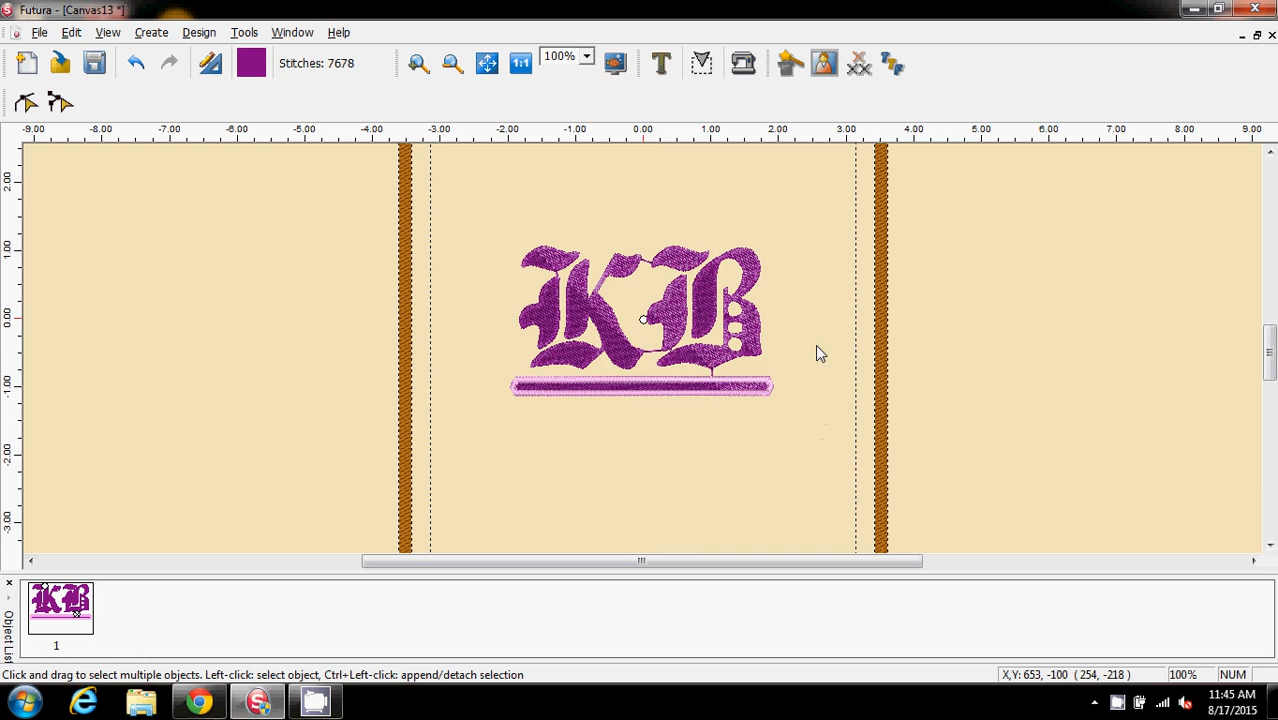 Futura - [Canvas13 *]
File Edit View Create Design Tools Window Help
Stitches: 7678 1:1 100% T
-9.00 -8.00 -7.00 -6.00 -5.00 -4.00 -3.00 -2.00 -1.00 0.00 1.00 2.00 3.00 4.00 5.00 6.00 7.00 8.00 9.00
2.00
1.00
0.00
-1.00
-2.00
-3.00
KB
Object List
KB
1
Click and drag to select multiple objects. Left-click: select object, Ctrl+Left-click: append/detach selection X,Y: 653, -100 ( 254, -218 ) 100% NUM
11:45 AM
8/17/2015